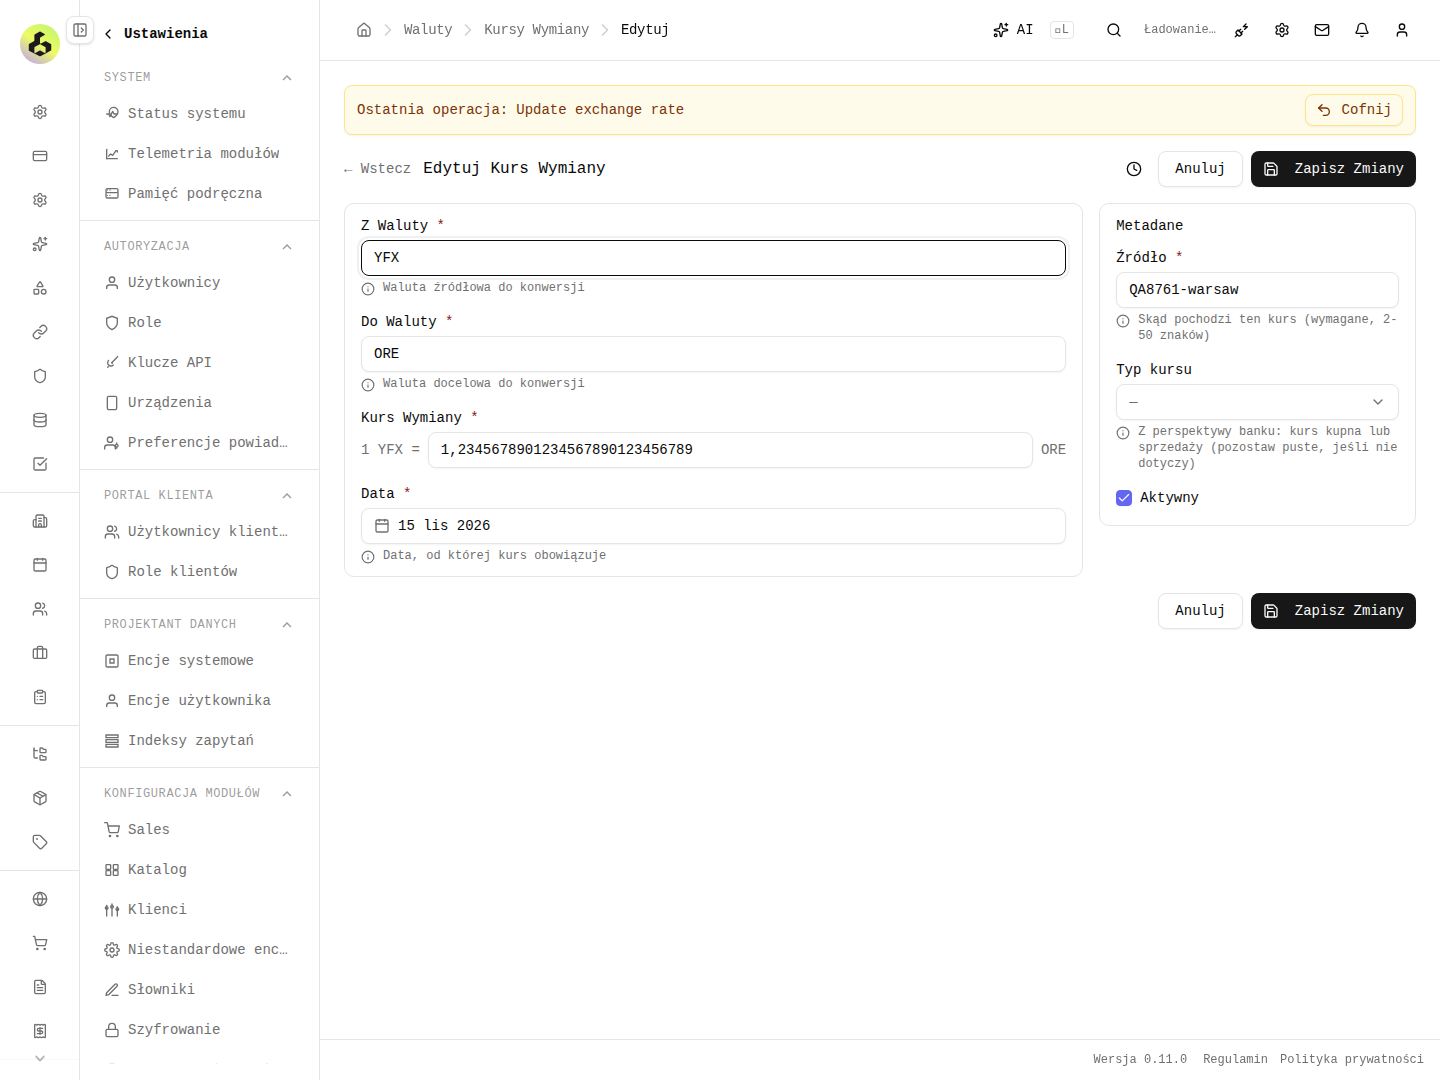 Ustawienia
SYSTEM
Status systemu
Telemetria modułów
Pamięć podręczna
AUTORYZACJA
Użytkownicy
Role
Klucze API
Urządzenia
Preferencje powiad…
PORTAL KLIENTA
Użytkownicy klient…
Role klientów
PROJEKTANT DANYCH
Encje systemowe
Encje użytkownika
Indeksy zapytań
KONFIGURACJA MODUŁÓW
Sales
Katalog
Klienci
Niestandardowe enc…
Słowniki
Szyfrowanie
Waluty
Kursy Wymiany
Edytuj
AI
L
Ładowanie…
Ostatnia operacja: Update exchange rate
Cofnij
← Wstecz
Edytuj Kurs Wymiany
Anuluj
Zapisz Zmiany
Z Waluty *
YFX
Waluta źródłowa do konwersji
Do Waluty *
ORE
Waluta docelowa do konwersji
Kurs Wymiany *
1 YFX = 1,2345678901234567890123456789 ORE
Data *
15 lis 2026
Data, od której kurs obowiązuje
Metadane
Źródło *
QA8761-warsaw
Skąd pochodzi ten kurs (wymagane, 2-
50 znaków)
Typ kursu
—
Z perspektywy banku: kurs kupna lub
sprzedaży (pozostaw puste, jeśli nie
dotyczy)
Aktywny
Anuluj
Zapisz Zmiany
Wersja 0.11.0
Regulamin
Polityka prywatności